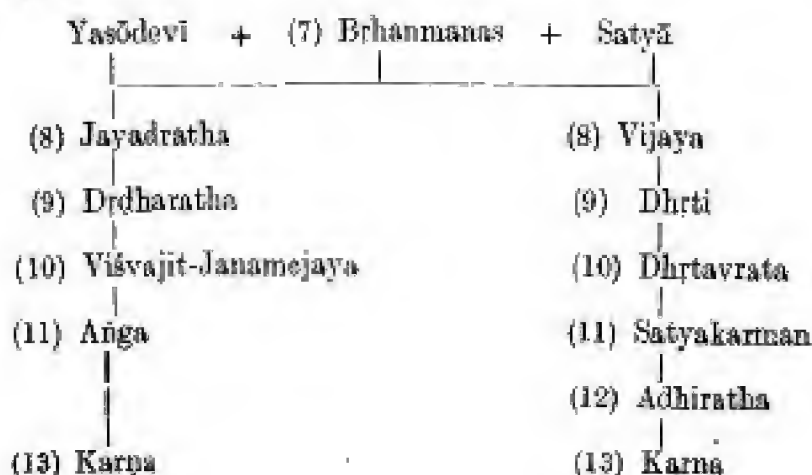 Yasōdevī + (7) Bṛhanmanas + Satyā
(8) Jayadratha (8) Vijaya
(9) Dṛdharatha (9) Dhṛti
(10) Viśvajit-Janamejaya (10) Dhṛtavrata
(11) Aṅga (11) Satyakarman
(12) Adhiratha
(13) Karṇa (13) Karṇa